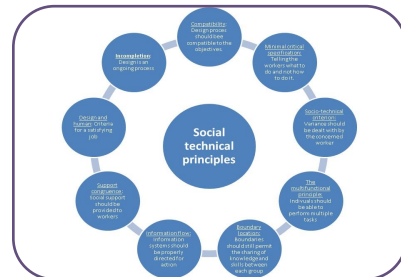 Compatibility:
Design process
should be
compatible to the
objectives
Minimal critical
specification:
Telling the
workers what to
do and not how to
do it.
Socio-technical
criterion:
Variance should
be dealt with by
the concerned
worker
The
multifunctional
principle:
Individuals should
be able to
perform multiple
tasks
Boundary
location:
Boundaries
should still permit
the sharing of
knowledge and
skills between
each group
Information flow:
Information
systems should
be properly
directed for
action
Support
congruence:
Social support
should be
provided to
workers
Design and
human: Criteria
for a satisfying
job
Incompletion:
Design is an
ongoing process
Social
technical
principles